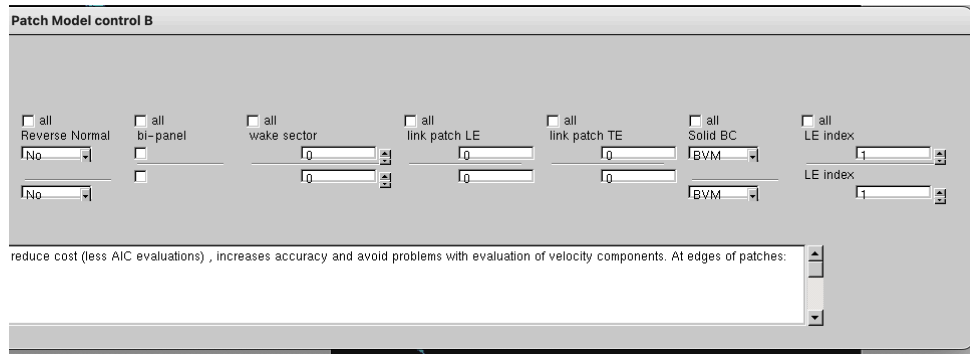 Patch Model control B
all all all all all all all
Reverse Normal bi-panel wake sector link patch LE link patch TE Solid BC LE index
No 0 0 0 BVM 1
LE index
No 0 0 0 BVM 1
reduce cost (less AIC evaluations) , increases accuracy and avoid problems with evaluation of velocity components. At edges of patches: